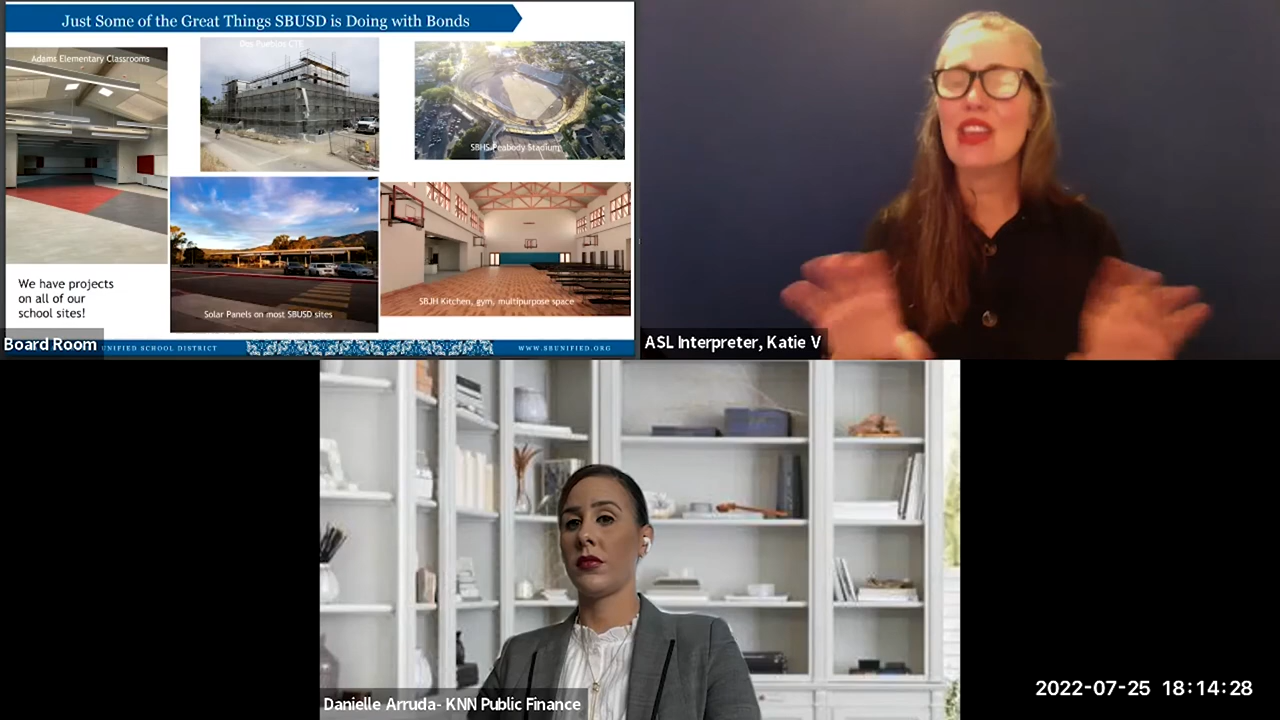 Just Some of the Great Things SBUSD is Doing with Bonds
Adams Elementary Classrooms
Dos Pueblos CTE
SBHS Peabody Stadium
Solar Panels on most SBUSD sites
SBJH Kitchen, gym, multipurpose space
We have projects
on all of our
school sites!
Board Room
UNIFIED SCHOOL DISTRICT
WWW.SBUNIFIED.ORG
ASL Interpreter, Katie V
Danielle Arruda- KNN Public Finance
2022-07-25 18:14:28